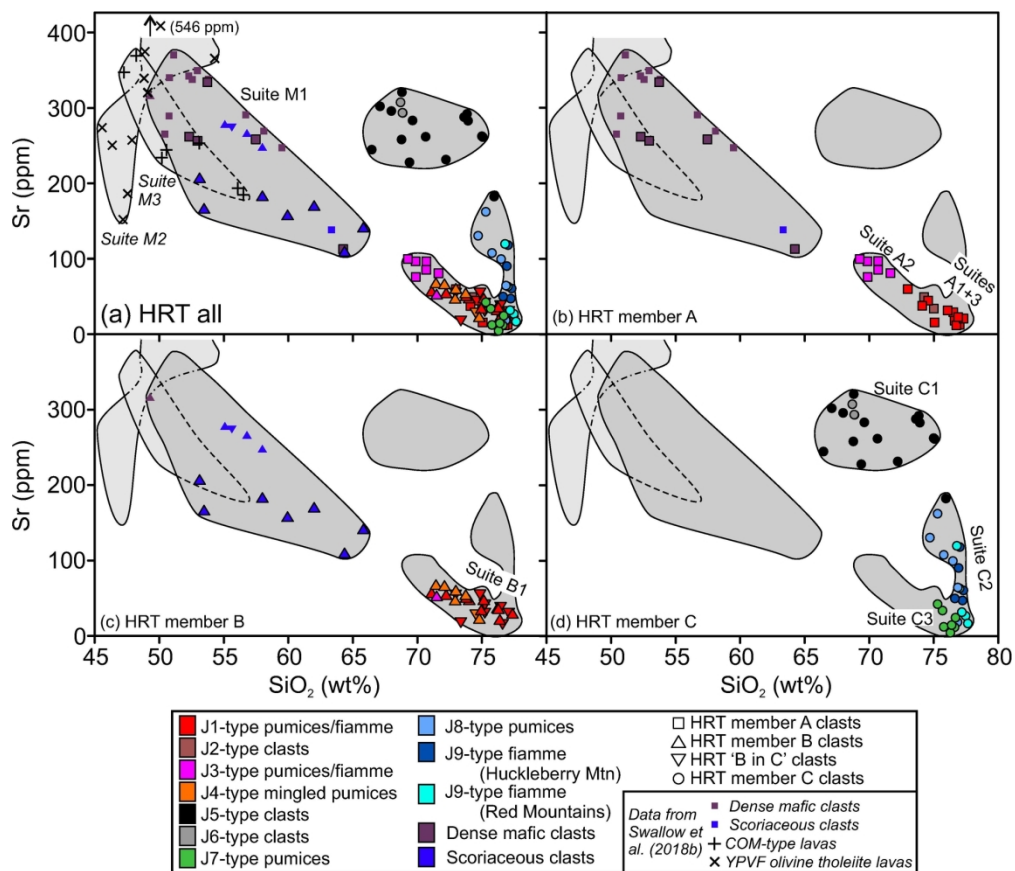 (546 ppm)
400
Suite M1
300
Sr (ppm)
200
Suite
M3
Suite M2
100
(a) HRT all
0
Suite A2
Suites
A1+3
(b) HRT member A
Sr (ppm)
300
200
100
0
Suite B1
(c) HRT member B
Suite C1
Suite C2
Suite C3
(d) HRT member C
45 50 55 60 65 70 75
SiO₂ (wt%)
45 50 55 60 65 70 75 80
SiO₂ (wt%)
J1-type pumices/fiamme
J2-type clasts
J3-type pumices/fiamme
J4-type mingled pumices
J5-type clasts
J6-type clasts
J7-type pumices
J8-type pumices
J9-type fiamme
(Huckleberry Mtn)
J9-type fiamme
(Red Mountains)
Dense mafic clasts
Scoriaceous clasts
HRT member A clasts
HRT member B clasts
HRT 'B in C' clasts
HRT member C clasts
Data from
Swallow
et al.
(2018b)
Dense mafic clasts
Scoriaceous clasts
COM-type lavas
YPVF olivine tholeiite lavas